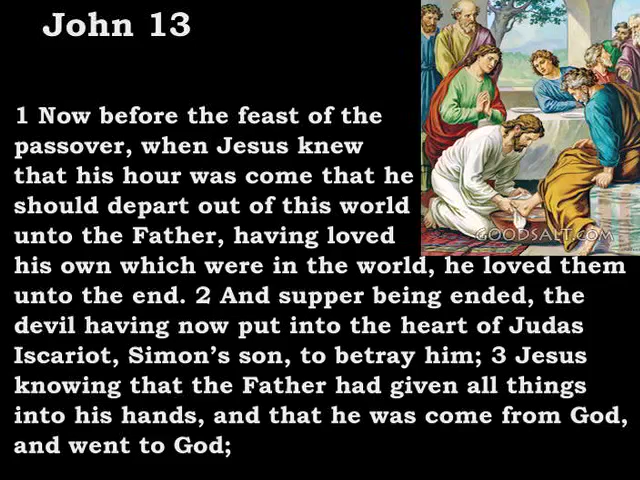 John 13
1 Now before the feast of the
passover, when Jesus knew
that his hour was come that he
should depart out of this world
unto the Father, having loved
his own which were in the world, he loved them
unto the end. 2 And supper being ended, the
devil having now put into the heart of Judas
Iscariot, Simon’s son, to betray him; 3 Jesus
knowing that the Father had given all things
into his hands, and that he was come from God,
and went to God;
GOODSALT.COM